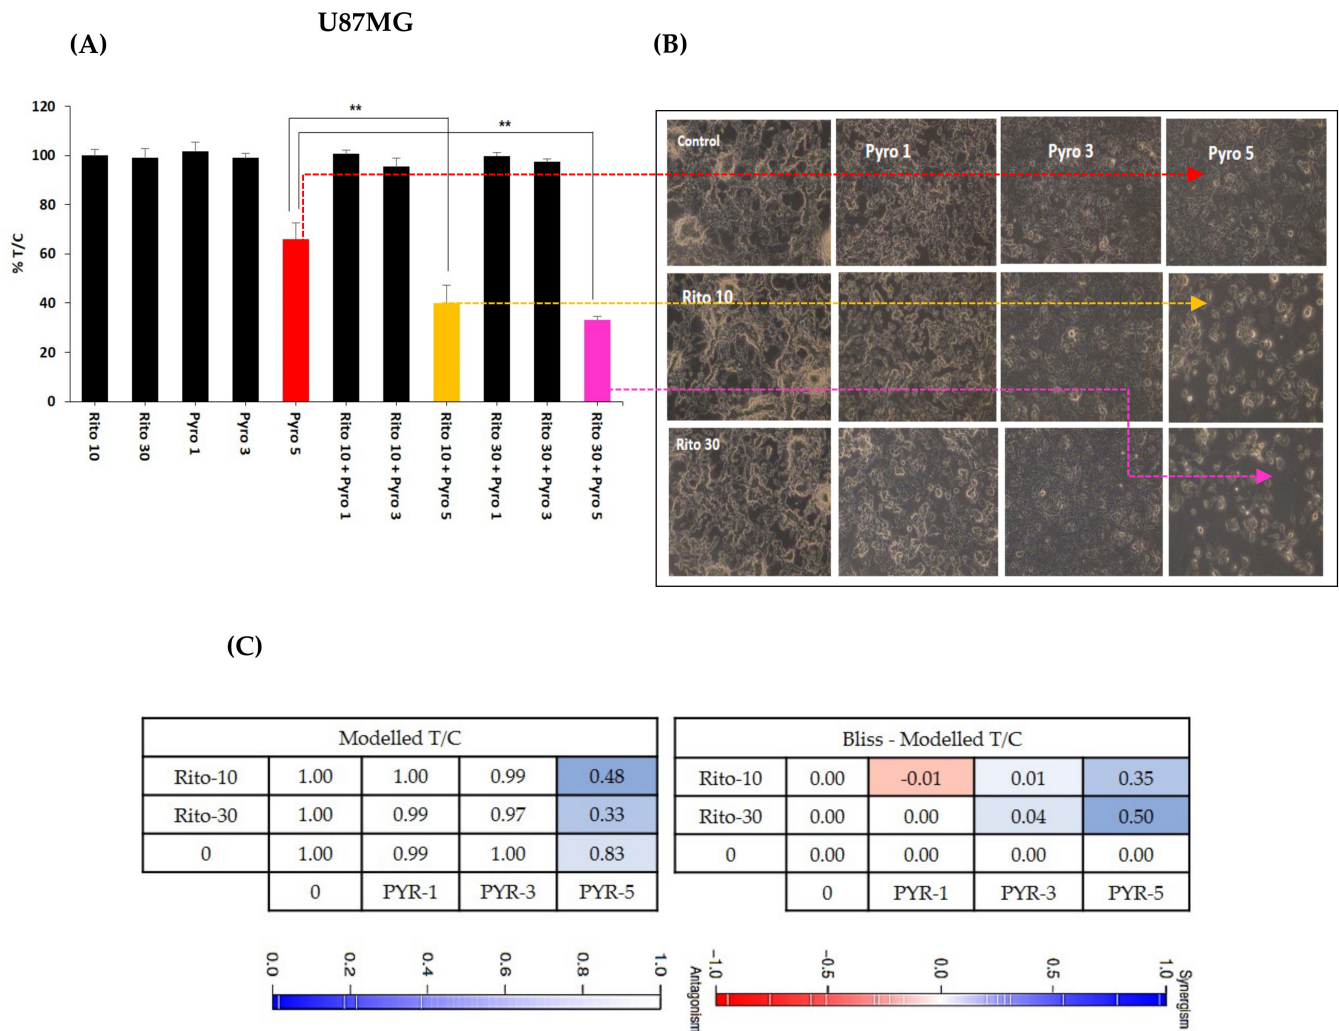 U87MG
(A)
(B)
120
100
80
60
40
20
0
% T/C
**
**
Rito 10
Rito 30
Pyro 1
Pyro 3
Pyro 5
Rito 10 + Pyro 1
Rito 10 + Pyro 3
Rito 10 + Pyro 5
Rito 30 + Pyro 1
Rito 30 + Pyro 3
Rito 30 + Pyro 5
Control
Pyro 1
Pyro 3
Pyro 5
Rito 10
Rito 30
(C)
Modelled T/C
Rito-10 1.00 1.00 0.99 0.48
Rito-30 1.00 0.99 0.97 0.33
0 1.00 0.99 1.00 0.83
0 PYR-1 PYR-3 PYR-5
Bliss - Modelled T/C
Rito-10 0.00 -0.01 0.01 0.35
Rito-30 0.00 0.00 0.04 0.50
0 0.00 0.00 0.00 0.00
0 PYR-1 PYR-3 PYR-5
0.0 0.2 0.4 0.6 0.8 1.0
-1.0 -0.5 0.0 0.5 1.0
Antagonism
Synergism